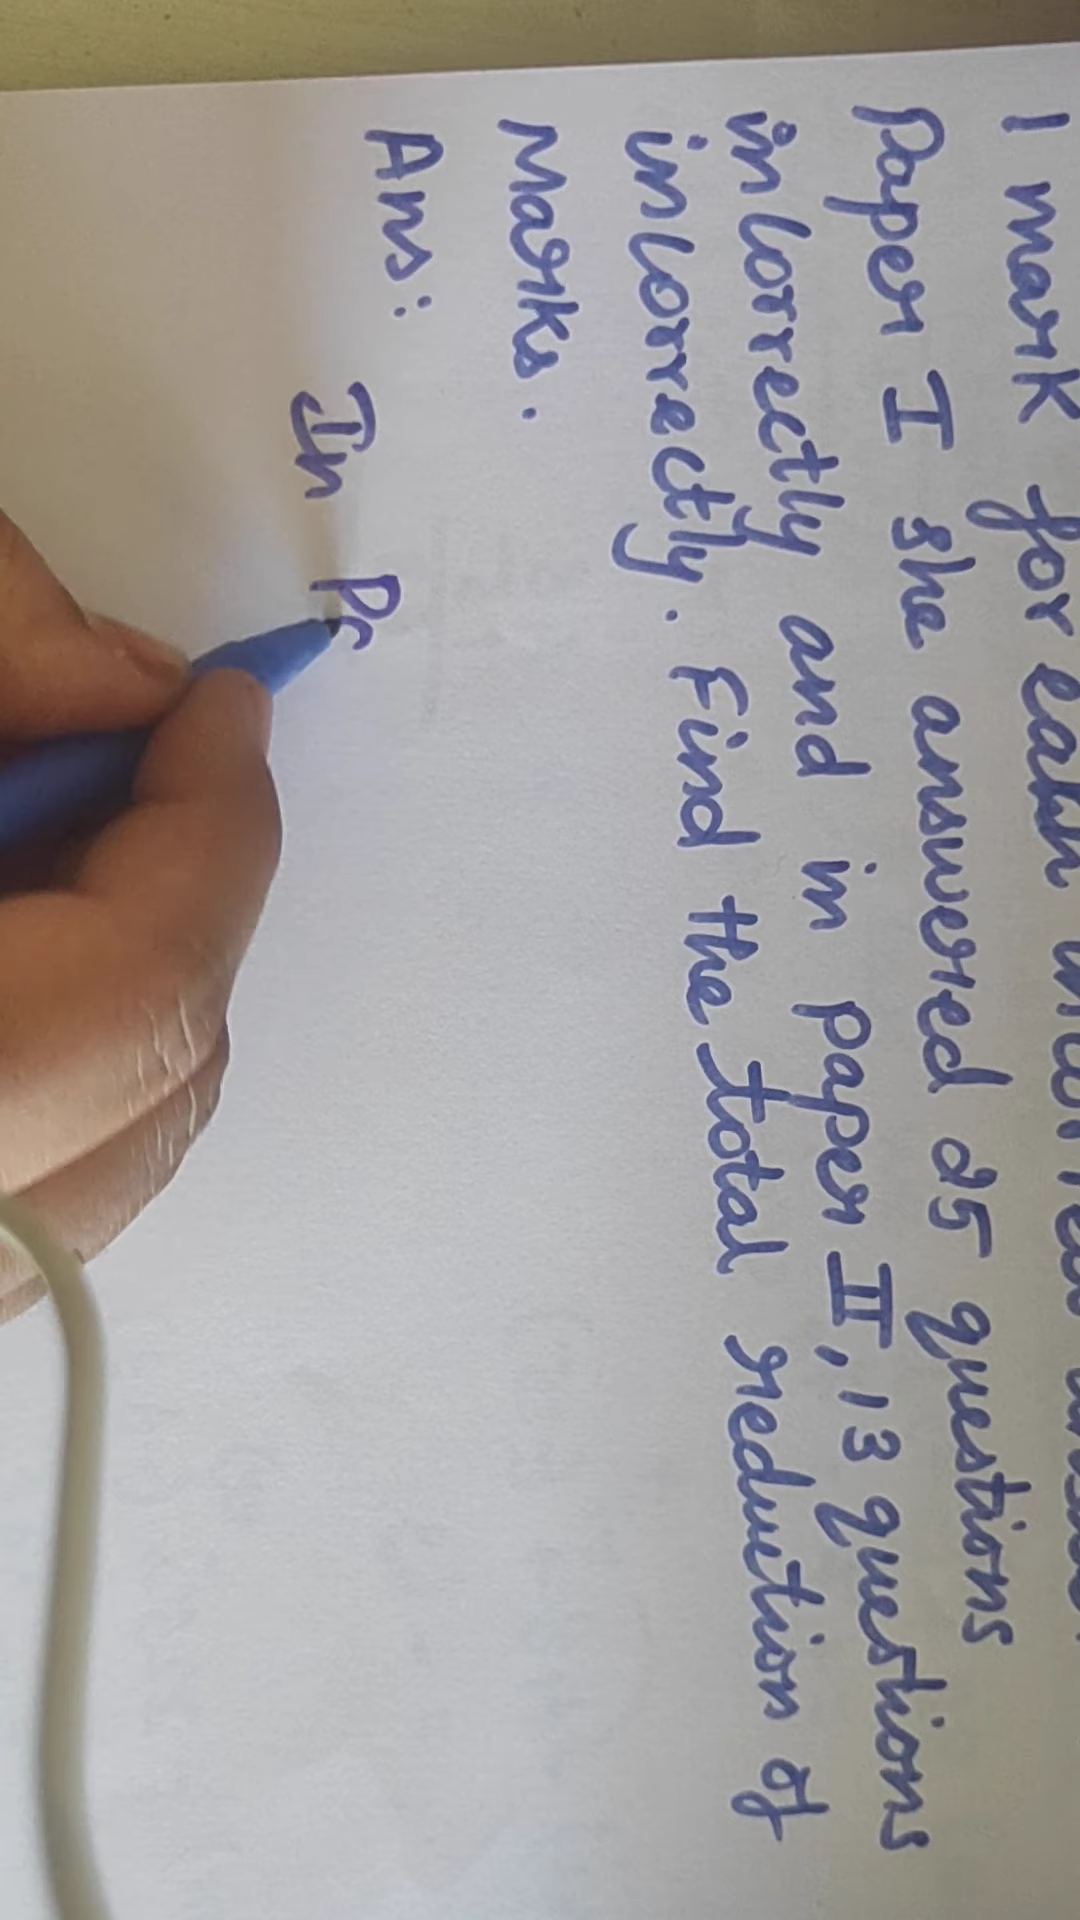 1 mark for each
Paper I she answered 25 questions
incorrectly and in paper II, 13 questions
incorrectly. Find the total reduction of
Marks.
Ans:
In Pa